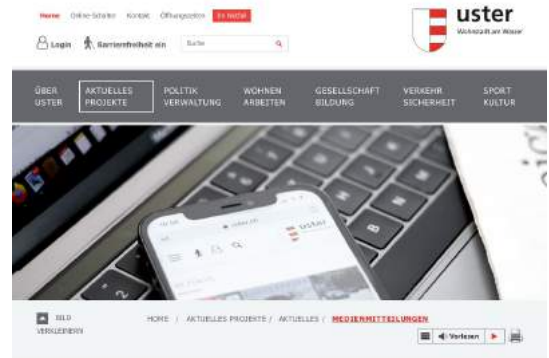 Home Online-Schalter Kontakt Öffnungszeiten Im Notfall
Login Barrierefreiheit ein Suche
uster
Wohnstadt am Wasser
ÜBER USTER
AKTUELLES PROJEKTE
POLITIK VERWALTUNG
WOHNEN ARBEITEN
GESELLSCHAFT BILDUNG
VERKEHR SICHERHEIT
SPORT KULTUR
uster
BILD
VERKLEINERN
HOME / AKTUELLES PROJEKTE / AKTUELLES / MEDIENMITTEILUNGEN
Vorlesen